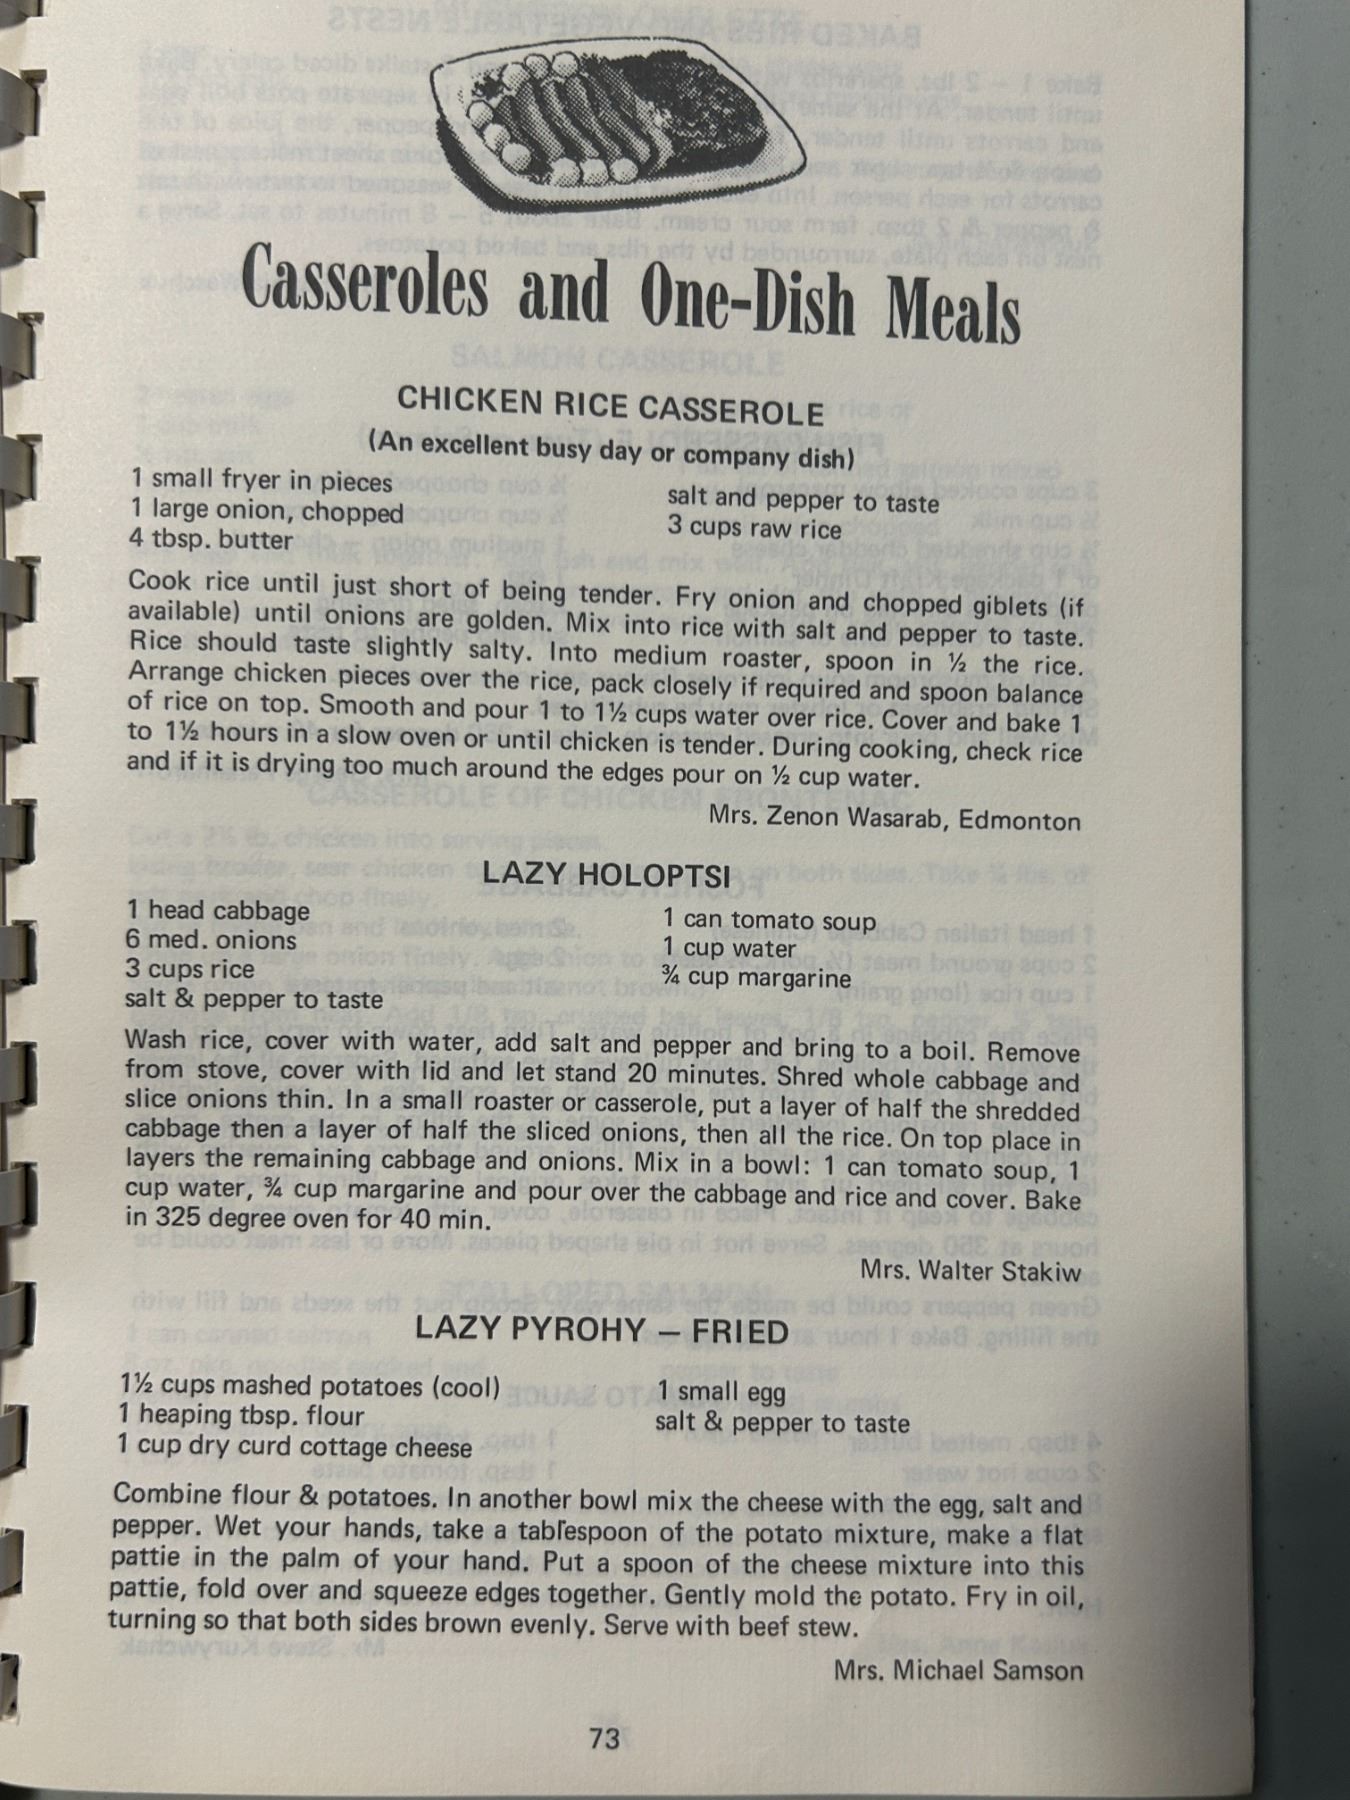 Casseroles and One-Dish Meals
CHICKEN RICE CASSEROLE
(An excellent busy day or company dish)
1 small fryer in pieces
1 large onion, chopped
4 tbsp. butter
salt and pepper to taste
3 cups raw rice
Cook rice until just short of being tender. Fry onion and chopped giblets (if
available) until onions are golden. Mix into rice with salt and pepper to taste.
Rice should taste slightly salty. Into medium roaster, spoon in ½ the rice.
Arrange chicken pieces over the rice, pack closely if required and spoon balance
of rice on top. Smooth and pour 1 to 1½ cups water over rice. Cover and bake 1
to 1½ hours in a slow oven or until chicken is tender. During cooking, check rice
and if it is drying too much around the edges pour on ½ cup water.
Mrs. Zenon Wasarab, Edmonton
LAZY HOLOPTSI
1 head cabbage
6 med. onions
3 cups rice
salt & pepper to taste
1 can tomato soup
1 cup water
¾ cup margarine
Wash rice, cover with water, add salt and pepper and bring to a boil. Remove
from stove, cover with lid and let stand 20 minutes. Shred whole cabbage and
slice onions thin. In a small roaster or casserole, put a layer of half the shredded
cabbage then a layer of half the sliced onions, then all the rice. On top place in
layers the remaining cabbage and onions. Mix in a bowl: 1 can tomato soup, 1
cup water, ¾ cup margarine and pour over the cabbage and rice and cover. Bake
in 325 degree oven for 40 min.
Mrs. Walter Stakiw
LAZY PYROHY – FRIED
1½ cups mashed potatoes (cool)
1 heaping tbsp. flour
1 cup dry curd cottage cheese
1 small egg
salt & pepper to taste
Combine flour & potatoes. In another bowl mix the cheese with the egg, salt and
pepper. Wet your hands, take a tablespoon of the potato mixture, make a flat
pattie in the palm of your hand. Put a spoon of the cheese mixture into this
pattie, fold over and squeeze edges together. Gently mold the potato. Fry in oil,
turning so that both sides brown evenly. Serve with beef stew.
Mrs. Michael Samson
73